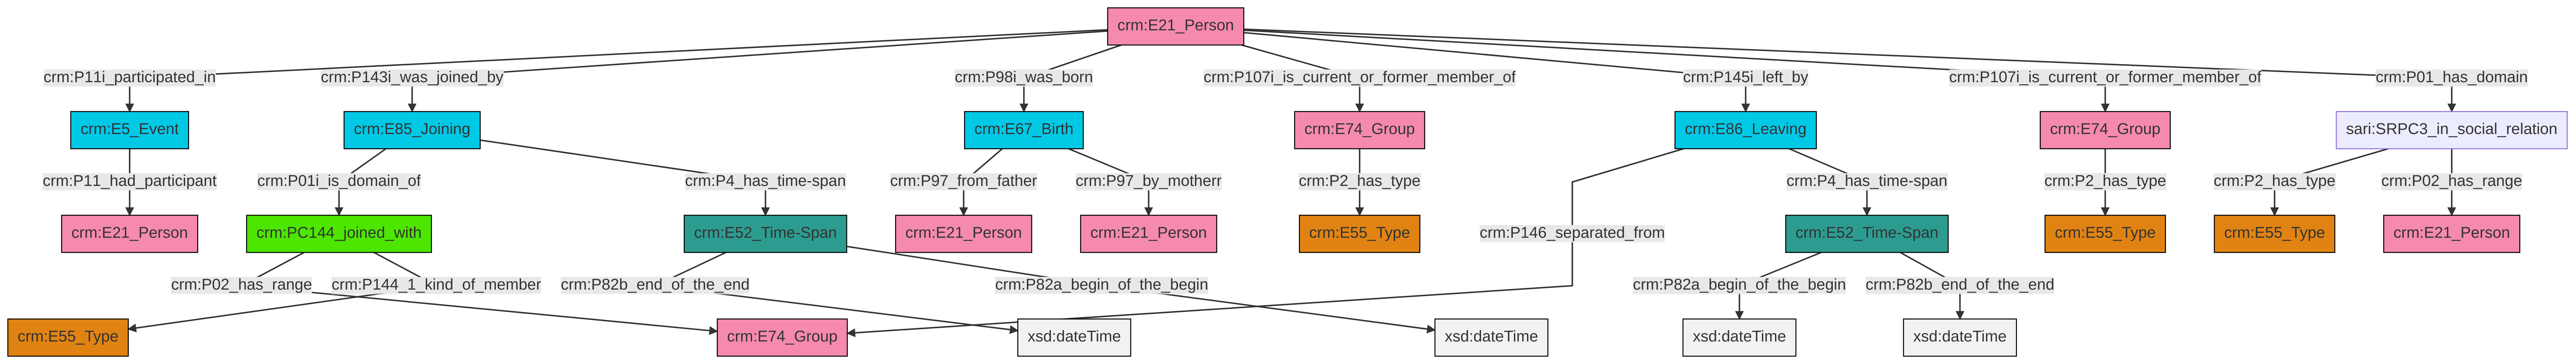 crm:E21_Person
crm:P11i_participated_in
crm:P143i_was_joined_by
crm:P98i_was_born
crm:P107i_is_current_or_former_member_of
crm:P145i_left_by
crm:P107i_is_current_or_former_member_of
crm:P01_has_domain
crm:E5_Event
crm:E85_Joining
crm:E67_Birth
crm:E74_Group
crm:E86_Leaving
crm:E74_Group
sari:SRPC3_in_social_relation
crm:P11_had_participant
crm:P01i_is_domain_of
crm:P4_has_time-span
crm:P97_from_father
crm:P97_by_motherr
crm:P2_has_type
crm:P4_has_time-span
crm:P2_has_type
crm:P2_has_type
crm:P02_has_range
crm:E21_Person
crm:PC144_joined_with
crm:E52_Time-Span
crm:E21_Person
crm:E21_Person
crm:E55_Type
crm:P146_separated_from
crm:E52_Time-Span
crm:E55_Type
crm:E55_Type
crm:E21_Person
crm:P02_has_range
crm:P144_1_kind_of_member
crm:P82b_end_of_the_end
crm:P82a_begin_of_the_begin
crm:P82a_begin_of_the_begin
crm:P82b_end_of_the_end
crm:E55_Type
crm:E74_Group
xsd:dateTime
xsd:dateTime
xsd:dateTime
xsd:dateTime